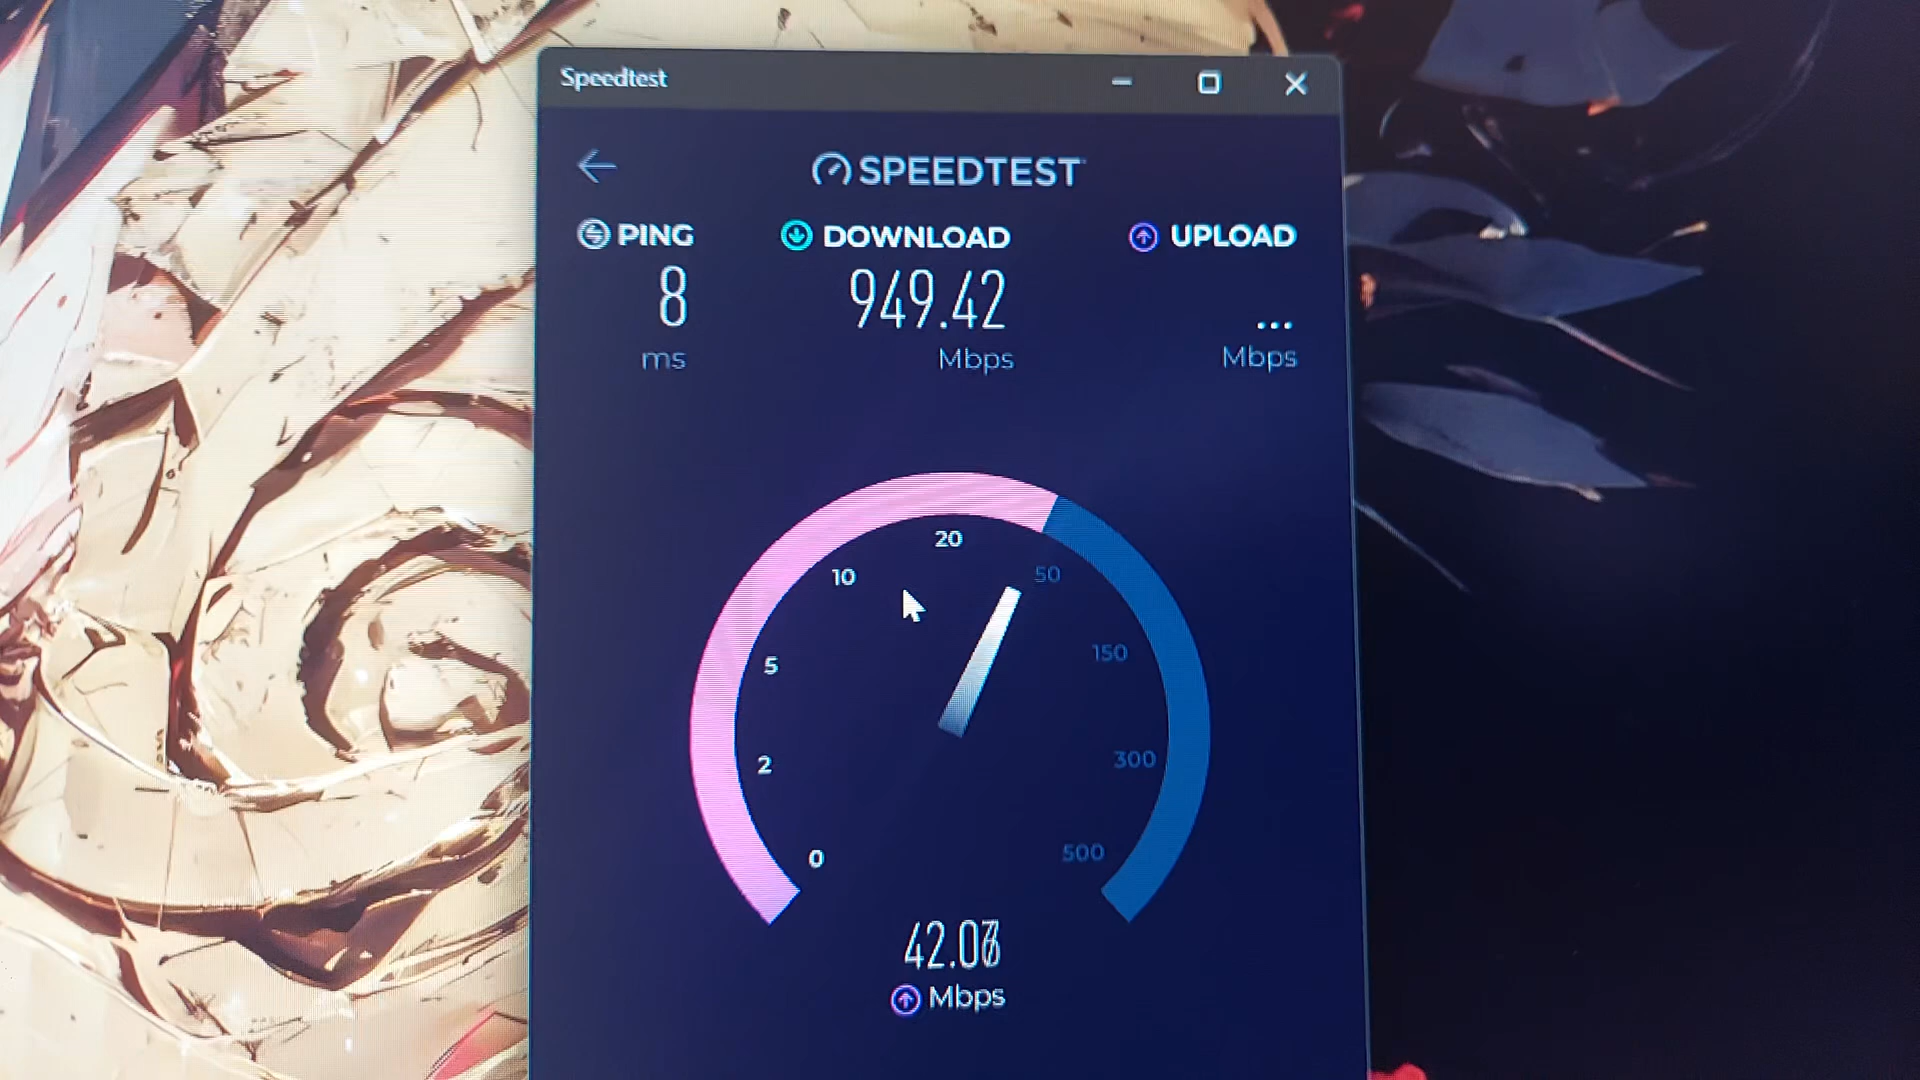 Speedtest
SPEEDTEST
PING
DOWNLOAD
UPLOAD
8
949.42
...
ms
Mbps
Mbps
20
10
50
5
150
2
300
0
500
Mbps